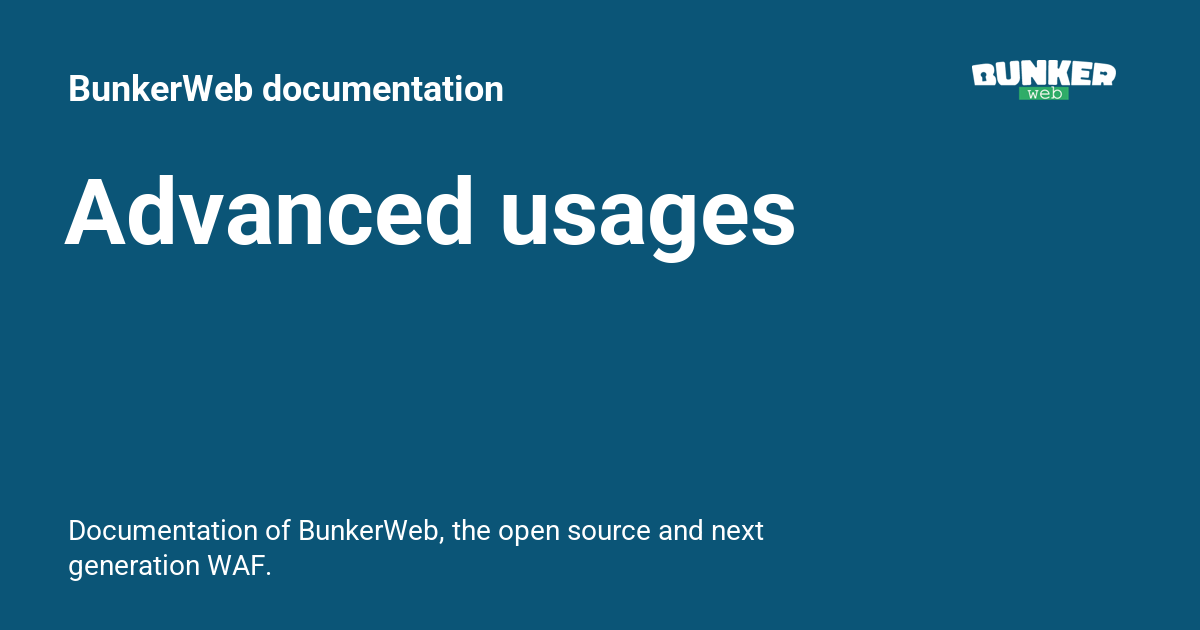 BunkerWeb documentation
BUNKER
web
Advanced usages
Documentation of BunkerWeb, the open source and next
generation WAF.